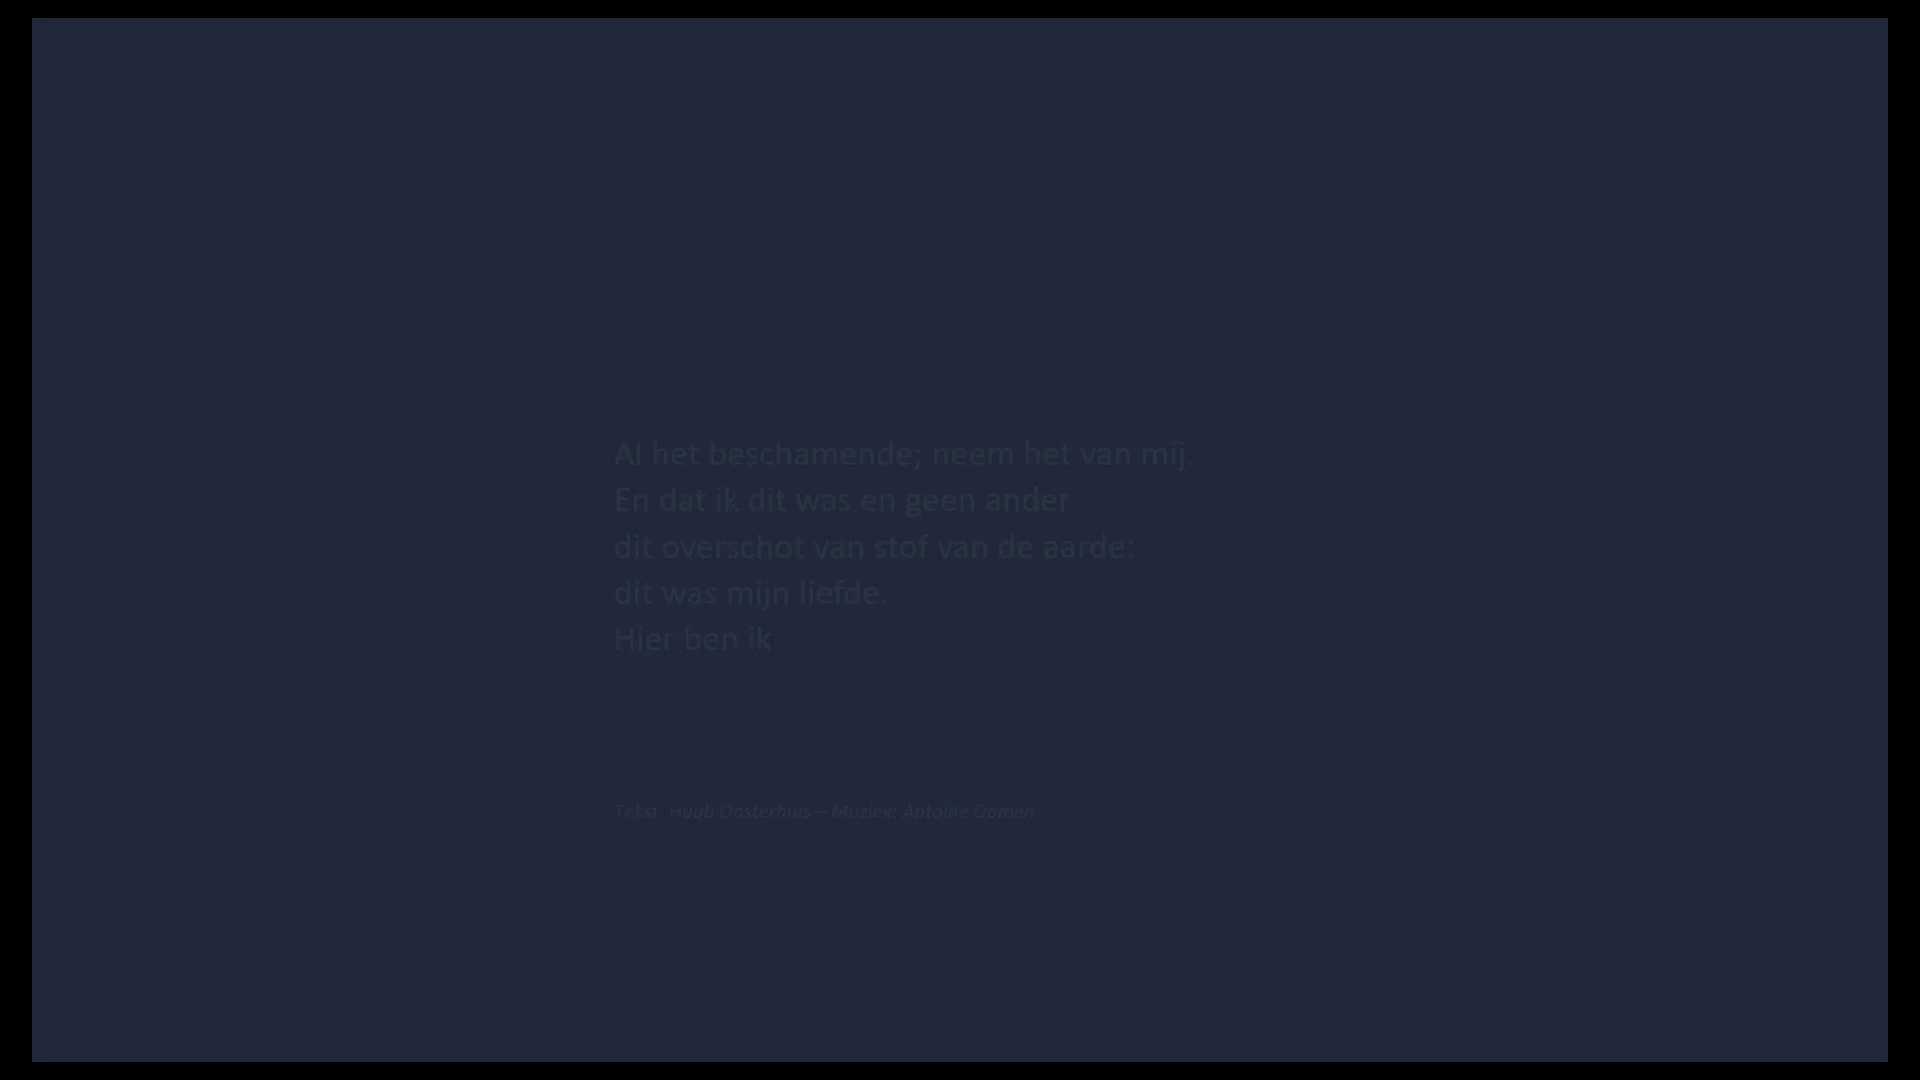 Al het beschamende; neem het van mij.
En dat ik dit was en geen ander
dit overschot van stof van de aarde:
dit was mijn liefde.
Hier ben ik
Tekst: Huub Oosterhuis – Muziek: Antoine Oomen